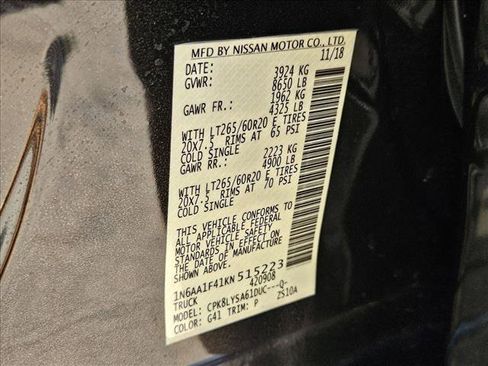 MFD BY NISSAN MOTOR CO., LTD.
DATE: 11/18
GVWR: 3924 KG
8650 LB
GAWR FR.: 1962 KG
4325 LB
WITH LT265/60R20 E TIRES
20X7.5 RIMS AT 65 PSI
COLD SINGLE
GAWR RR.: 2223 KG
4900 LB
WITH LT265/60R20 E TIRES
20X7.5 RIMS AT 70 PSI
COLD SINGLE
THIS VEHICLE CONFORMS TO
ALL APPLICABLE FEDERAL
MOTOR VEHICLE SAFETY
STANDARDS IN EFFECT ON
THE DATE OF MANUFACTURE
SHOWN ABOVE.
1N6AA1F41KN515223
TRUCK 420908
MODEL: CPK8LYSA61DUC---Q-
COLOR: G41 TRIM: P ZS10A